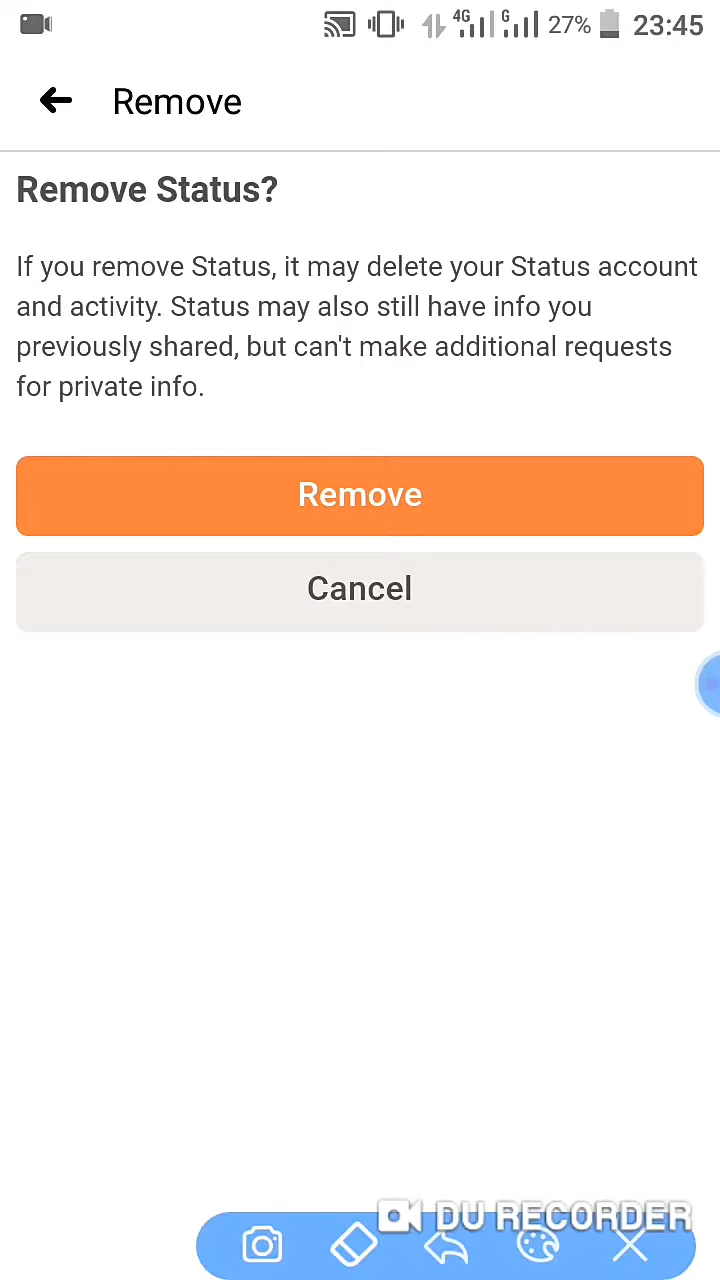 4G G 27% 23:45
Remove
Remove Status?
If you remove Status, it may delete your Status account
and activity. Status may also still have info you
previously shared, but can't make additional requests
for private info.
Remove
Cancel
DU RECORDER